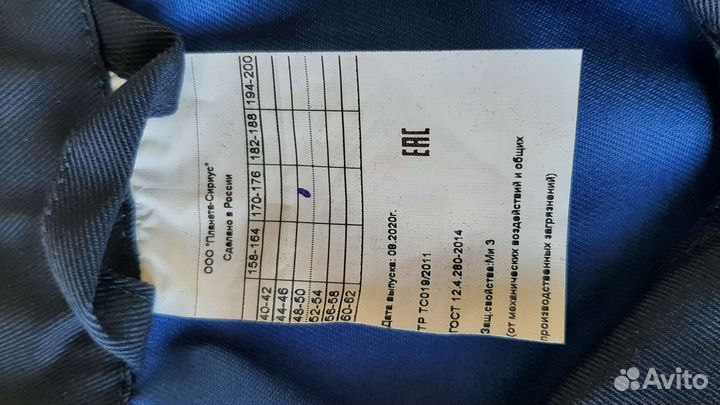 ООО "Планета-Сириус"
Сделано в России
158-164 170-176 182-188 194-200
40-42
44-46
48-50
52-54
56-58
60-62
Дата выпуска: 09.2020г.
ЕАС
ТР ТС019/2011
ГОСТ 12.4.280-2014
Защ.свойства:Ми З
(от механических воздействий и общих
производственных загрязнений)
Avito